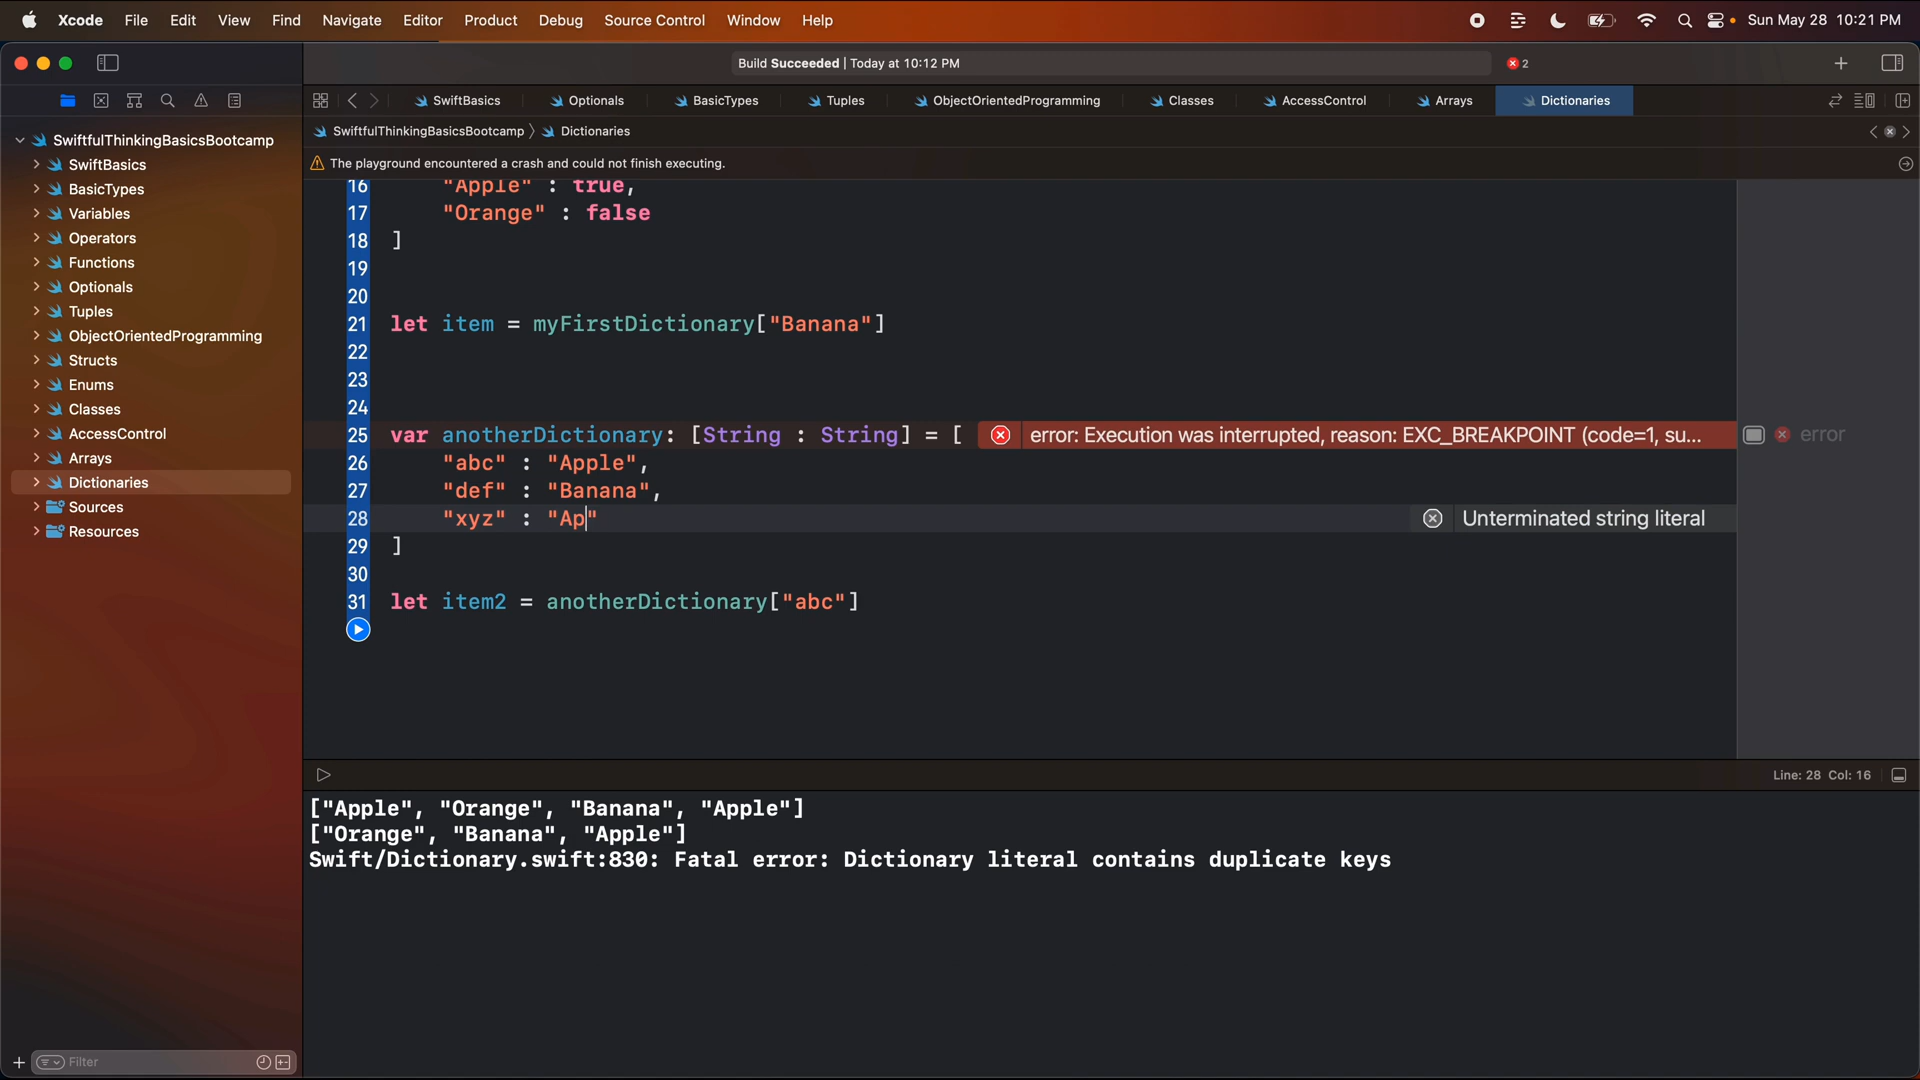 Xcode File Edit View Find Navigate Editor Product Debug Source Control Window Help Sun May 28 10:21 PM
Build Succeeded | Today at 10:12 PM 2
SwiftBasics Optionals BasicTypes Tuples ObjectOrientedProgramming Classes AccessControl Arrays Dictionaries
SwiftfulThinkingBasicsBootcamp Dictionaries
The playground encountered a crash and could not finish executing.
SwiftfulThinkingBasicsBootcamp
SwiftBasics
BasicTypes
Variables
Operators
Functions
Optionals
Tuples
ObjectOrientedProgramming
Structs
Enums
Classes
AccessControl
Arrays
Dictionaries
Sources
Resources
Filter
16 "Apple" : true,
17 "Orange" : false
18 ]
19
20
21 let item = myFirstDictionary["Banana"]
22
23
24
25 var anotherDictionary: [String : String] = [ error: Execution was interrupted, reason: EXC_BREAKPOINT (code=1, su... error
26 "abc" : "Apple",
27 "def" : "Banana",
28 "xyz" : "Ap" Unterminated string literal
29 ]
30
31 let item2 = anotherDictionary["abc"]
Line: 28 Col: 16
["Apple", "Orange", "Banana", "Apple"]
["Orange", "Banana", "Apple"]
Swift/Dictionary.swift:830: Fatal error: Dictionary literal contains duplicate keys